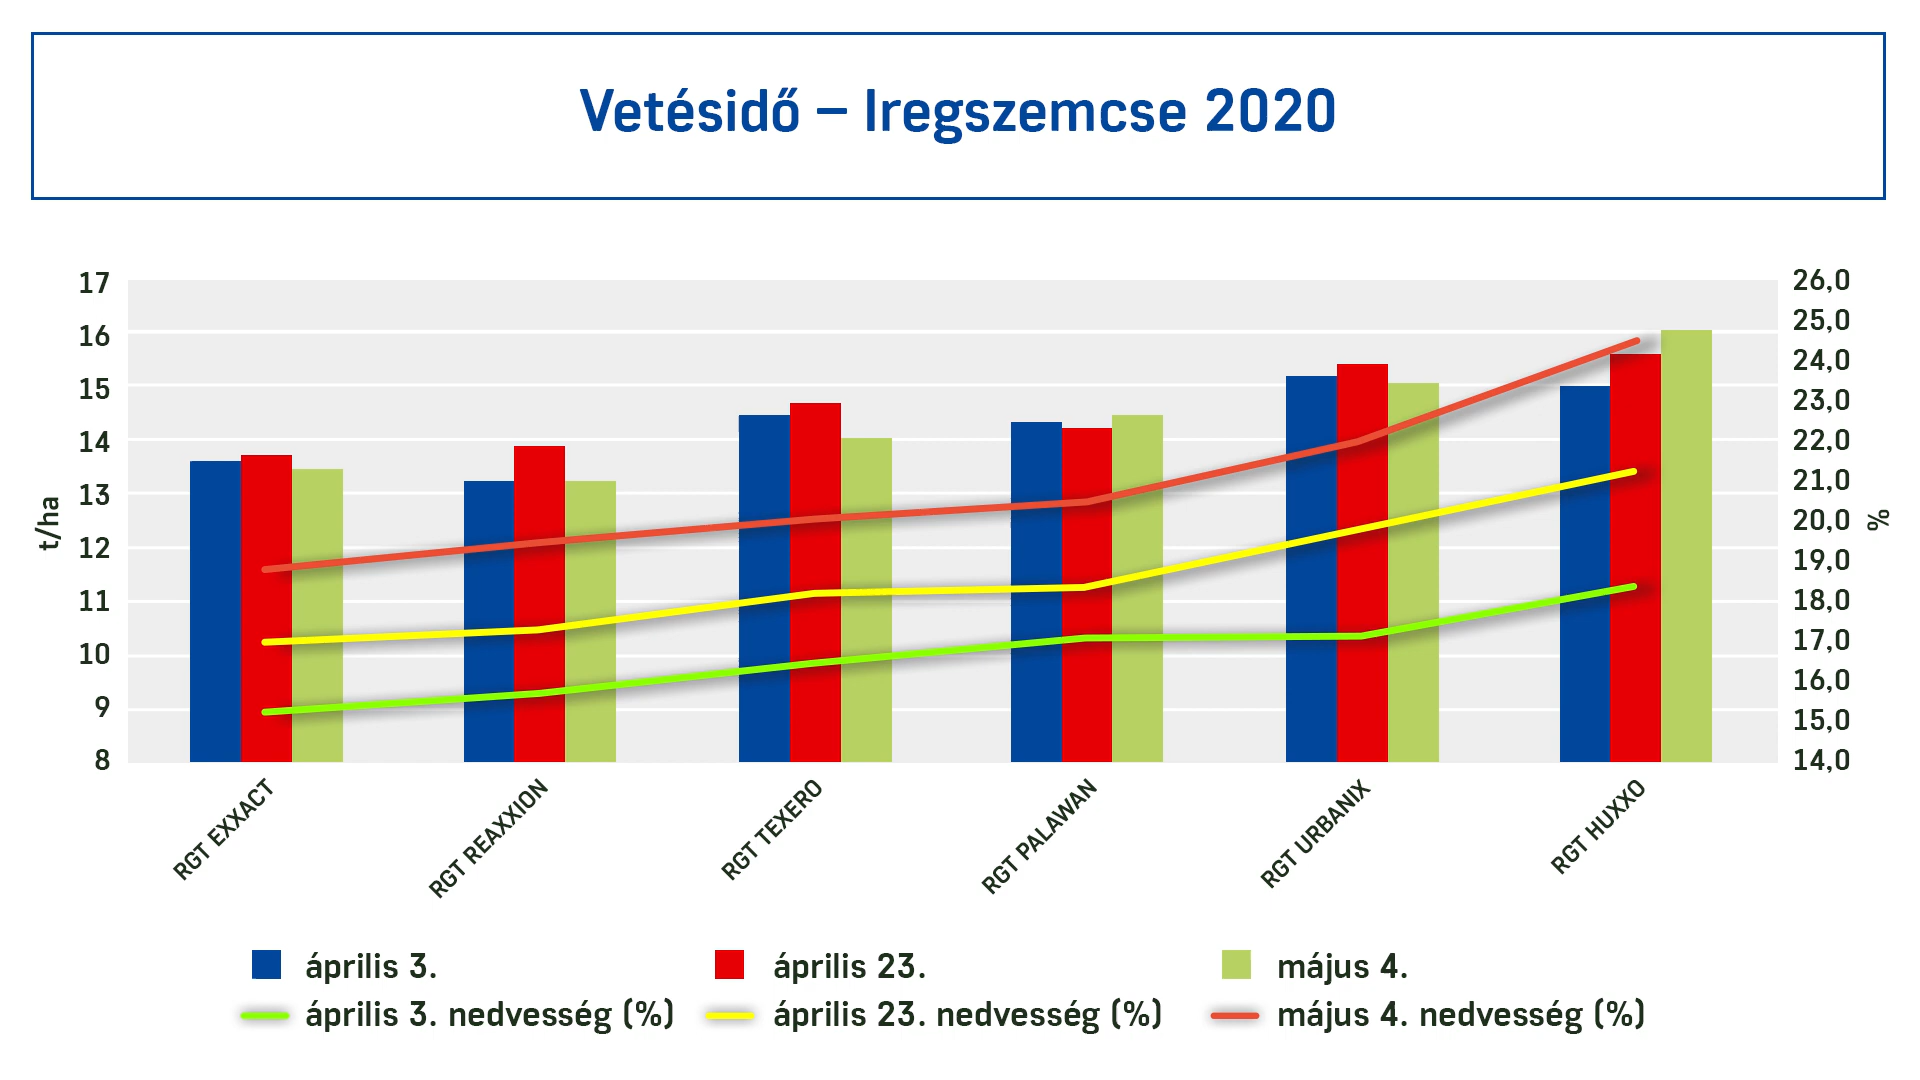 Vetésidő – Iregszemcse 2020
17
16
15
14
13
12
11
10
9
8
t/ha
26,0
25,0
24,0
23,0
22,0
21,0
20,0
19,0
18,0
17,0
16,0
15,0
14,0
%
RGT EXXACT
RGT REAXXION
RGT TEXERO
RGT PALAWAN
RGT URBANIX
RGT HUXXO
április 3.
április 23.
május 4.
április 3. nedvesség (%)
április 23. nedvesség (%)
május 4. nedvesség (%)